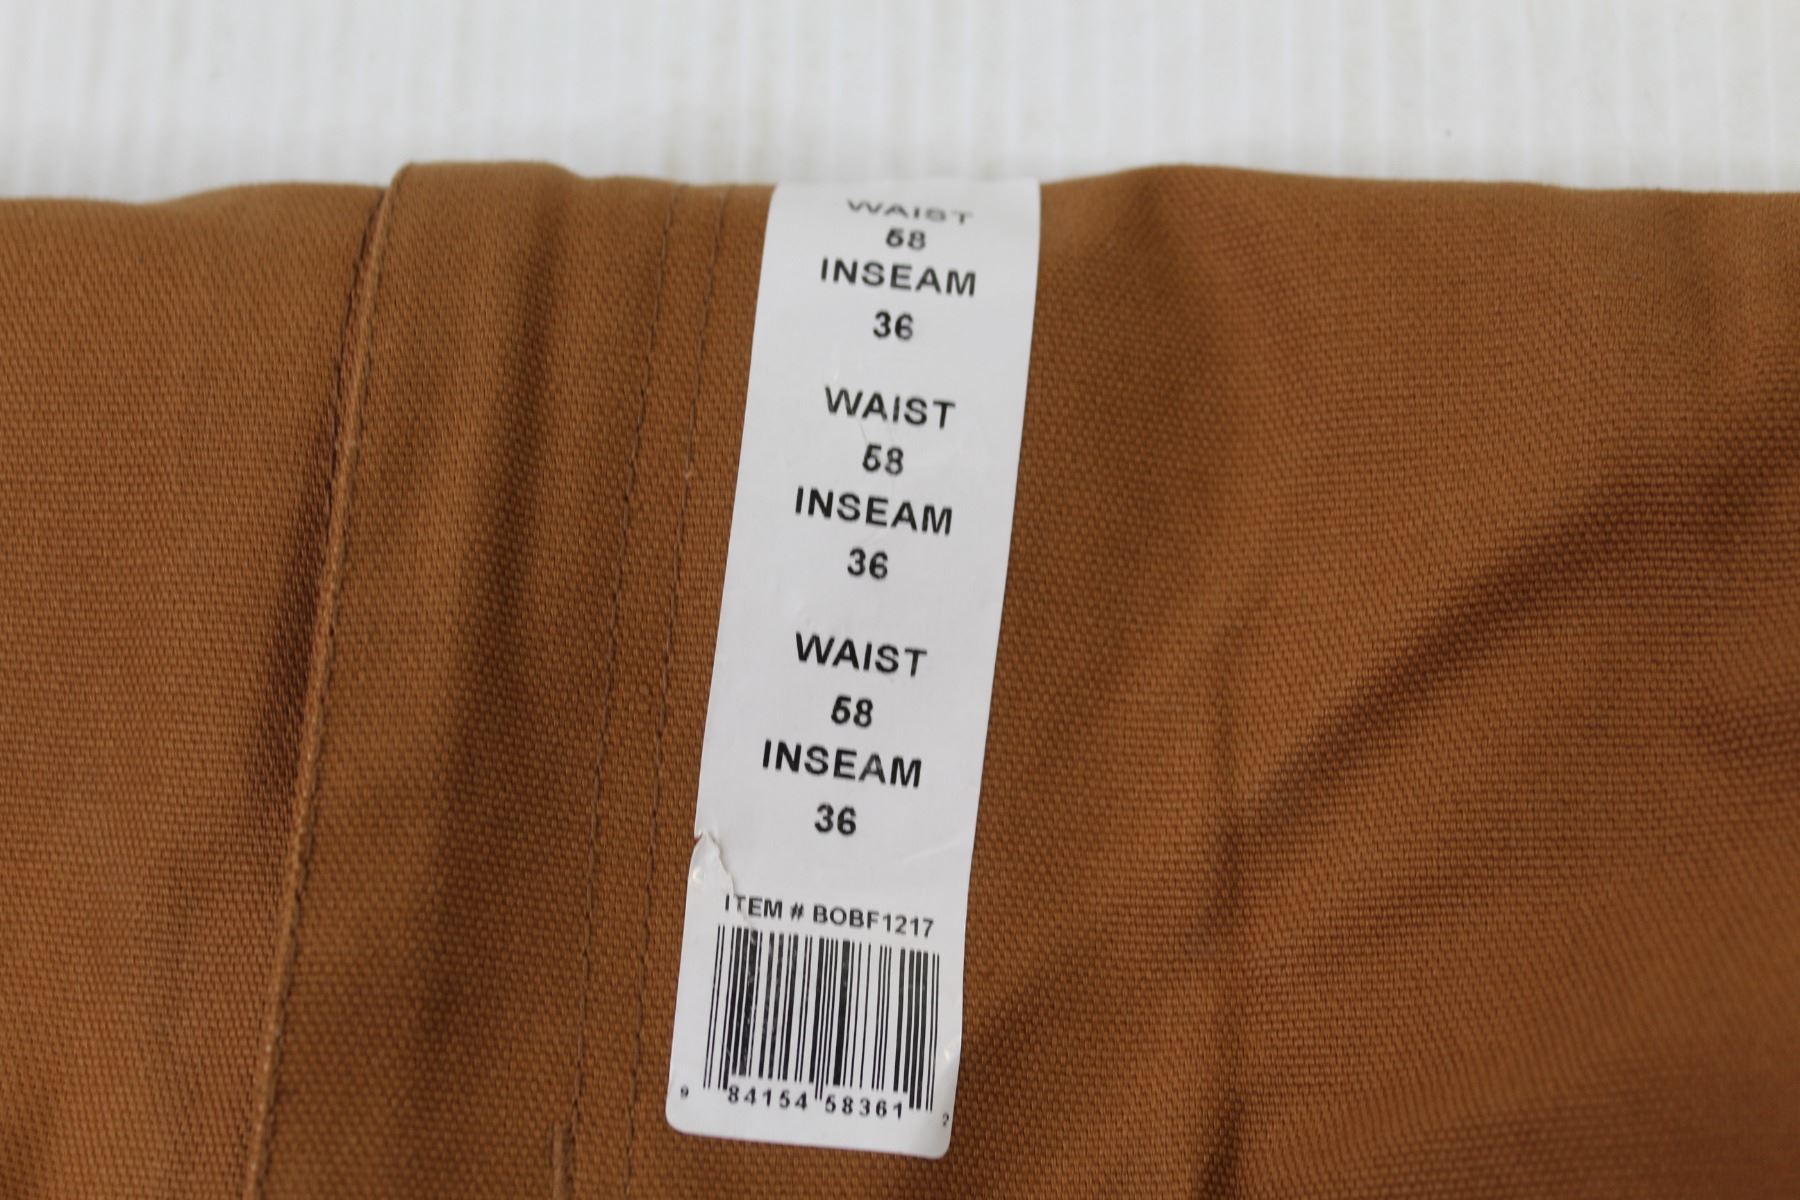 WAIST
58
INSEAM
36
WAIST
58
INSEAM
36
WAIST
58
INSEAM
36
ITEM # BOBF1217
9 84154 58361 2